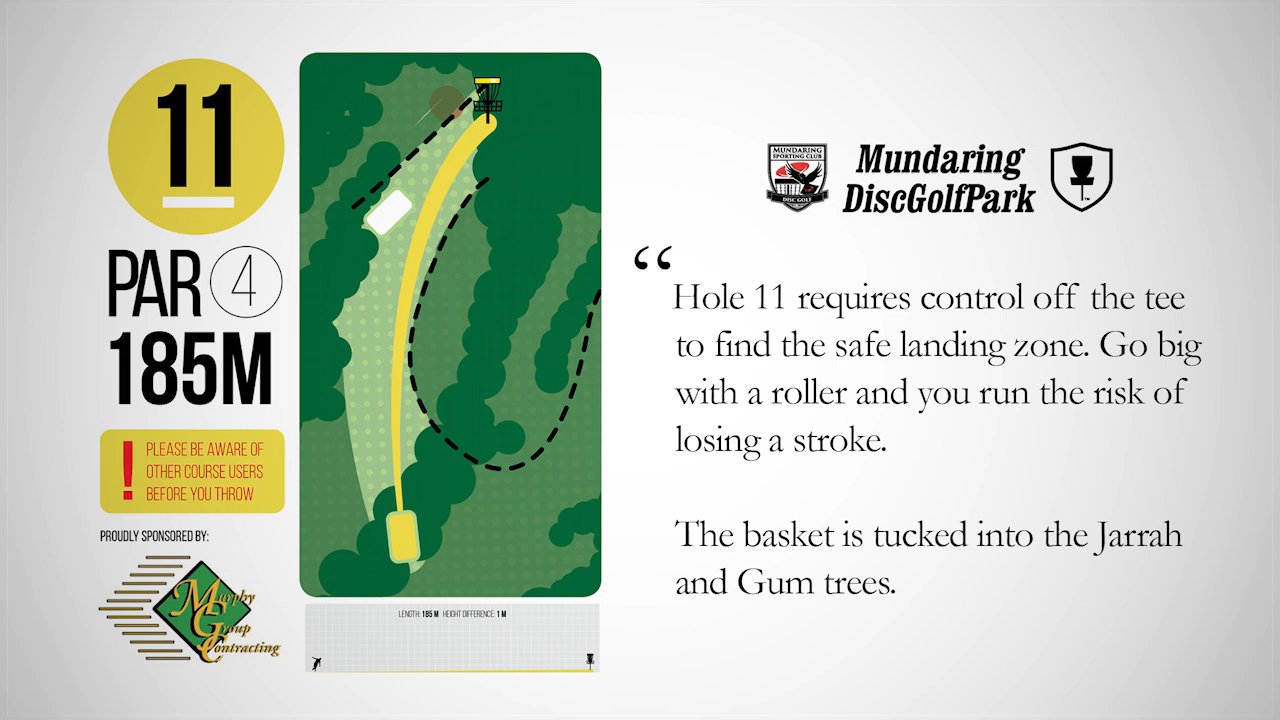 11
PAR 4
185M
! PLEASE BE AWARE OF
OTHER COURSE USERS
BEFORE YOU THROW
PROUDLY SPONSORED BY:
Murphy
Group
Contracting
LENGTH: 185 M HEIGHT DIFFERENCE: 1 M
MUNDARING
SPORTING CLUB
DISC GOLF
Mundaring
DiscGolfPark
TM
“
Hole 11 requires control off the tee
to find the safe landing zone. Go big
with a roller and you run the risk of
losing a stroke.
The basket is tucked into the Jarrah
and Gum trees.